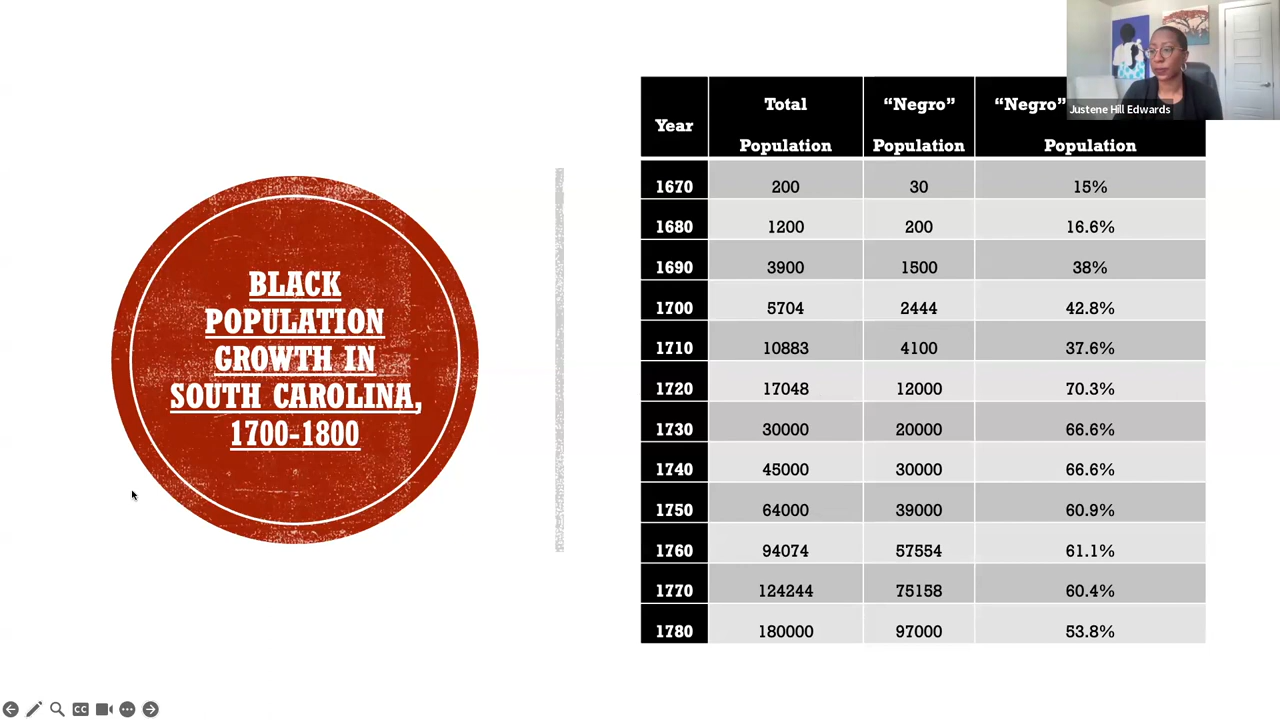 BLACK
POPULATION
GROWTH IN
SOUTH CAROLINA,
1700-1800
Year Total Population “Negro” Population “Negro” Population
1670 200 30 15%
1680 1200 200 16.6%
1690 3900 1500 38%
1700 5704 2444 42.8%
1710 10883 4100 37.6%
1720 17048 12000 70.3%
1730 30000 20000 66.6%
1740 45000 30000 66.6%
1750 64000 39000 60.9%
1760 94074 57554 61.1%
1770 124244 75158 60.4%
1780 180000 97000 53.8%
Justene Hill Edwards
CC